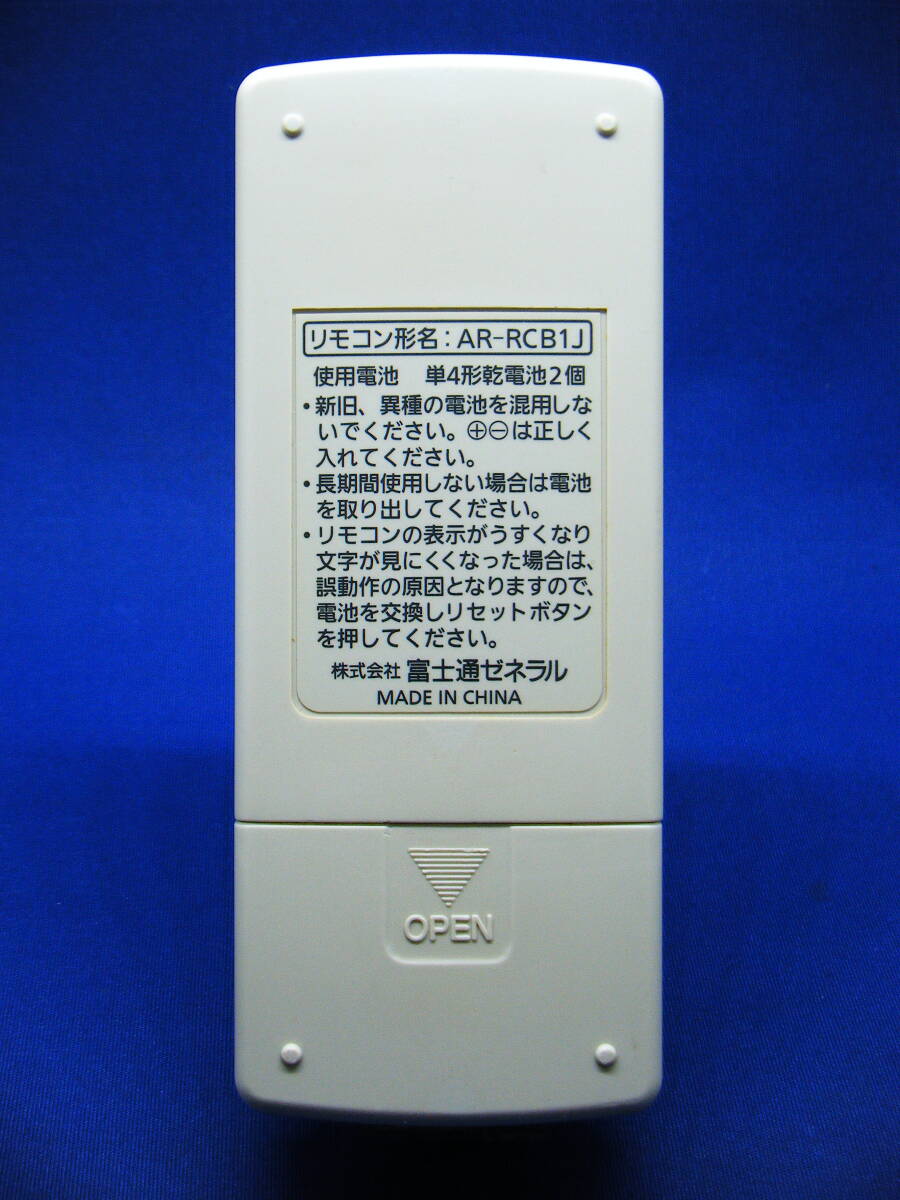 リモコン形名：AR-RCB1J
使用電池　単4形乾電池2個
・新旧、異種の電池を混用しな
いでください。⊕⊖は正しく
入れてください。
・長期間使用しない場合は電池
を取り出してください。
・リモコンの表示がうすくなり
文字が見にくくなった場合は、
誤動作の原因となりますので、
電池を交換しリセットボタン
を押してください。
株式会社 富士通ゼネラル
MADE IN CHINA
OPEN